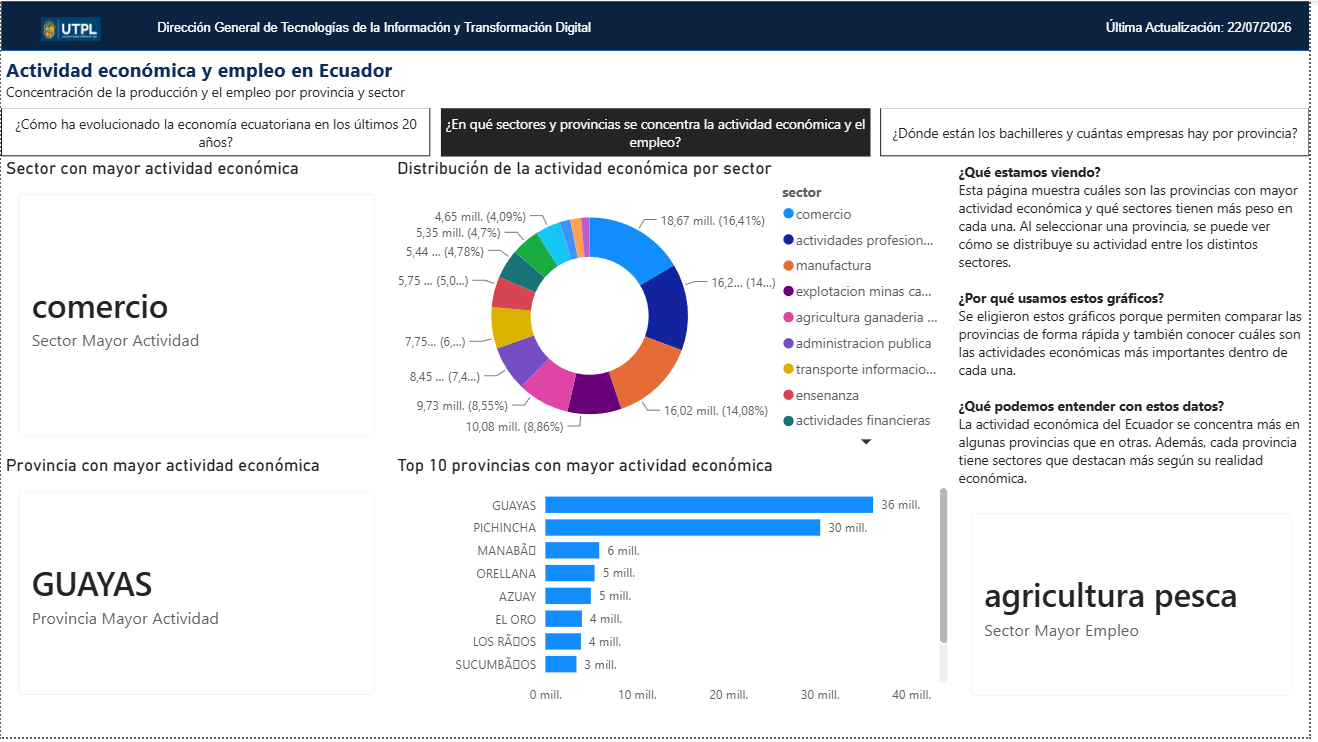 UTPL
Dirección General de Tecnologías de la Información y Transformación Digital
Última Actualización: 22/07/2026
Actividad económica y empleo en Ecuador
Concentración de la producción y el empleo por provincia y sector
¿Cómo ha evolucionado la economía ecuatoriana en los últimos 20
años?
¿En qué sectores y provincias se concentra la actividad económica y el
empleo?
¿Dónde están los bachilleres y cuántas empresas hay por provincia?
Sector con mayor actividad económica
comercio
Sector Mayor Actividad
Distribución de la actividad económica por sector
4,65 mill. (4,09%)
5,35 mill. (4,7%)
5,44 ... (4,78%)
5,75 ... (5,0...)
7,75... (6,...)
8,45 ... (7,4...)
9,73 mill. (8,55%)
10,08 mill. (8,86%)
18,67 mill. (16,41%)
16,2... (14...)
16,02 mill. (14,08%)
sector
comercio
actividades profesion...
manufactura
explotacion minas ca...
agricultura ganaderia ...
administracion publica
transporte informacio...
ensenanza
actividades financieras
Provincia con mayor actividad económica
GUAYAS
Provincia Mayor Actividad
Top 10 provincias con mayor actividad económica
GUAYAS 36 mill.
PICHINCHA 30 mill.
MANABÃ▯ 6 mill.
ORELLANA 5 mill.
AZUAY 5 mill.
EL ORO 4 mill.
LOS RÃ▯OS 4 mill.
SUCUMBÃ▯OS 3 mill.
0 mill. 10 mill. 20 mill. 30 mill. 40 mill.
¿Qué estamos viendo?
Esta página muestra cuáles son las provincias con mayor
actividad económica y qué sectores tienen más peso en
cada una. Al seleccionar una provincia, se puede ver
cómo se distribuye su actividad entre los distintos
sectores.
¿Por qué usamos estos gráficos?
Se eligieron estos gráficos porque permiten comparar las
provincias de forma rápida y también conocer cuáles son
las actividades económicas más importantes dentro de
cada una.
¿Qué podemos entender con estos datos?
La actividad económica del Ecuador se concentra más en
algunas provincias que en otras. Además, cada provincia
tiene sectores que destacan más según su realidad
económica.
agricultura pesca
Sector Mayor Empleo